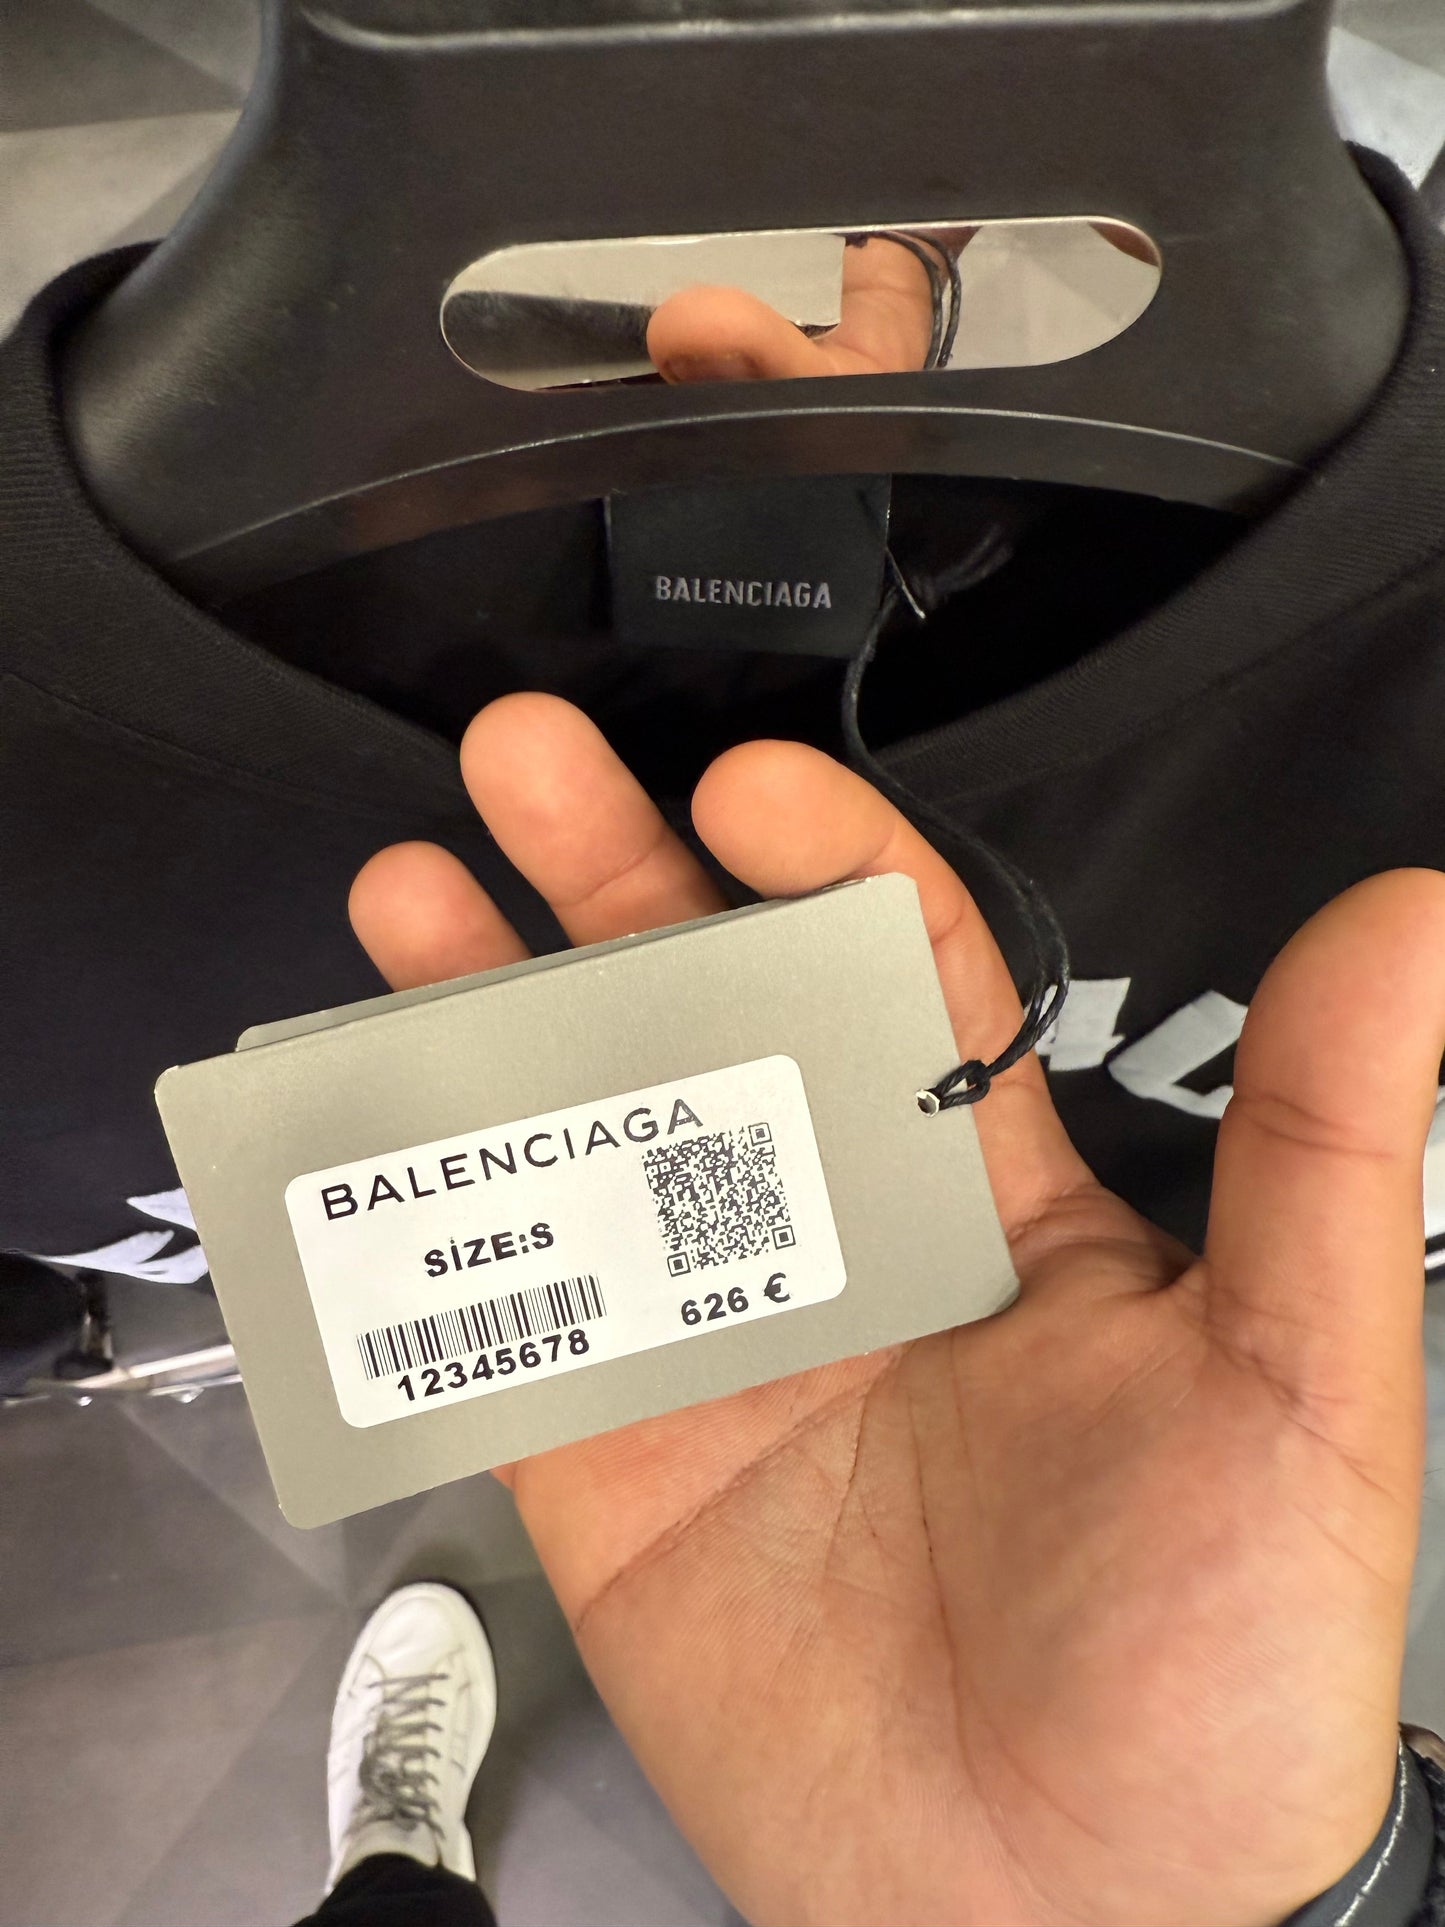 BALENCIAGA
BALENCIAGA
SİZE:S
12345678
626 €